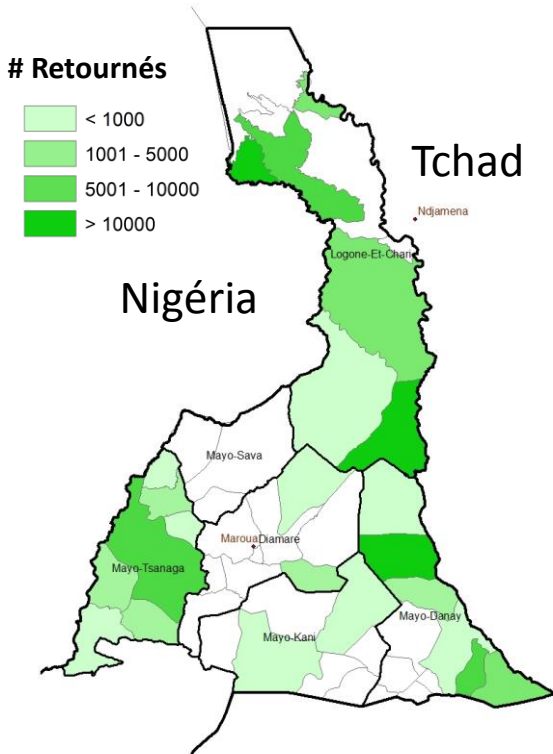 # Retournés
< 1000
1001 - 5000
5001 - 10000
> 10000
Tchad
Ndjamena
Logone-Et-Chari
Nigéria
Mayo-Sava
Maroua
Diamare
Mayo-Tsanaga
Mayo-Danay
Mayo-Kani